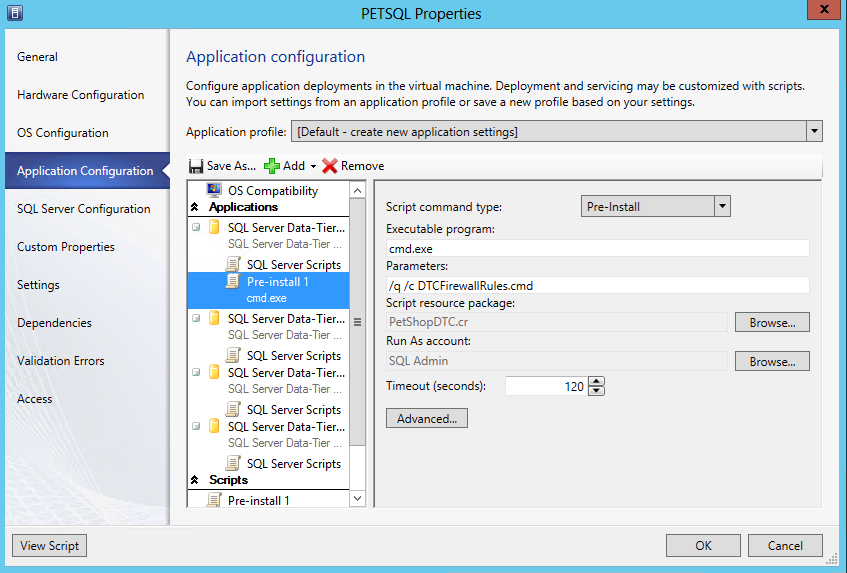 PETSQL Properties
x
General
Hardware Configuration
OS Configuration
Application Configuration
SQL Server Configuration
Custom Properties
Settings
Dependencies
Validation Errors
Access
Application configuration
Configure application deployments in the virtual machine. Deployment and servicing may be customized with scripts.
You can import settings from an application profile or save a new profile based on your settings.
Application profile: [Default - create new application settings]
Save As... Add Remove
OS Compatibility
Applications
SQL Server Data-Tier...
SQL Server Data-Tier ...
SQL Server Scripts
Pre-install 1
cmd.exe
SQL Server Data-Tier...
SQL Server Data-Tier ...
SQL Server Scripts
SQL Server Data-Tier...
SQL Server Data-Tier ...
SQL Server Scripts
SQL Server Data-Tier...
SQL Server Data-Tier ...
SQL Server Scripts
Scripts
Pre-install 1
Script command type: Pre-Install
Executable program:
cmd.exe
Parameters:
/q /c DTCFirewallRules.cmd
Script resource package:
PetShopDTC.cr Browse...
Run As account:
SQL Admin Browse...
Timeout (seconds): 120
Advanced...
View Script OK Cancel